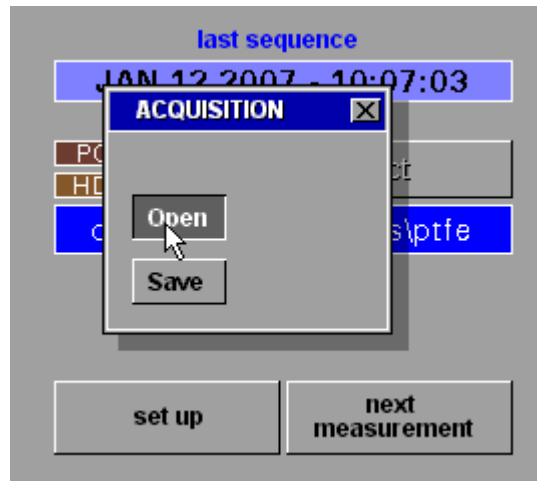 last sequence
JAN 12 2007 - 10:07:03
ACQUISITION
Open
Save
s\ptfe
set up
next
measurement